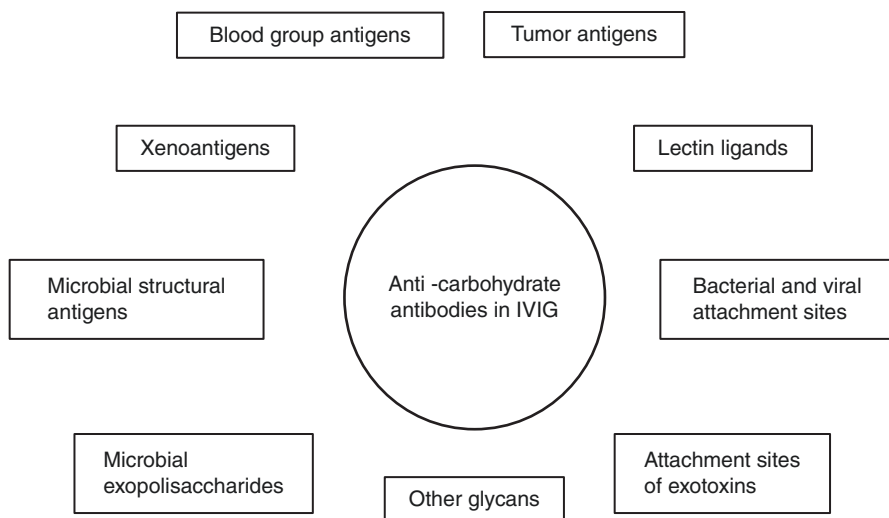 Blood group antigens
Tumor antigens
Xenoantigens
Lectin ligands
Microbial structural
antigens
Anti -carbohydrate
antibodies in IVIG
Bacterial and viral
attachment sites
Microbial
exopolisaccharides
Other glycans
Attachment sites
of exotoxins